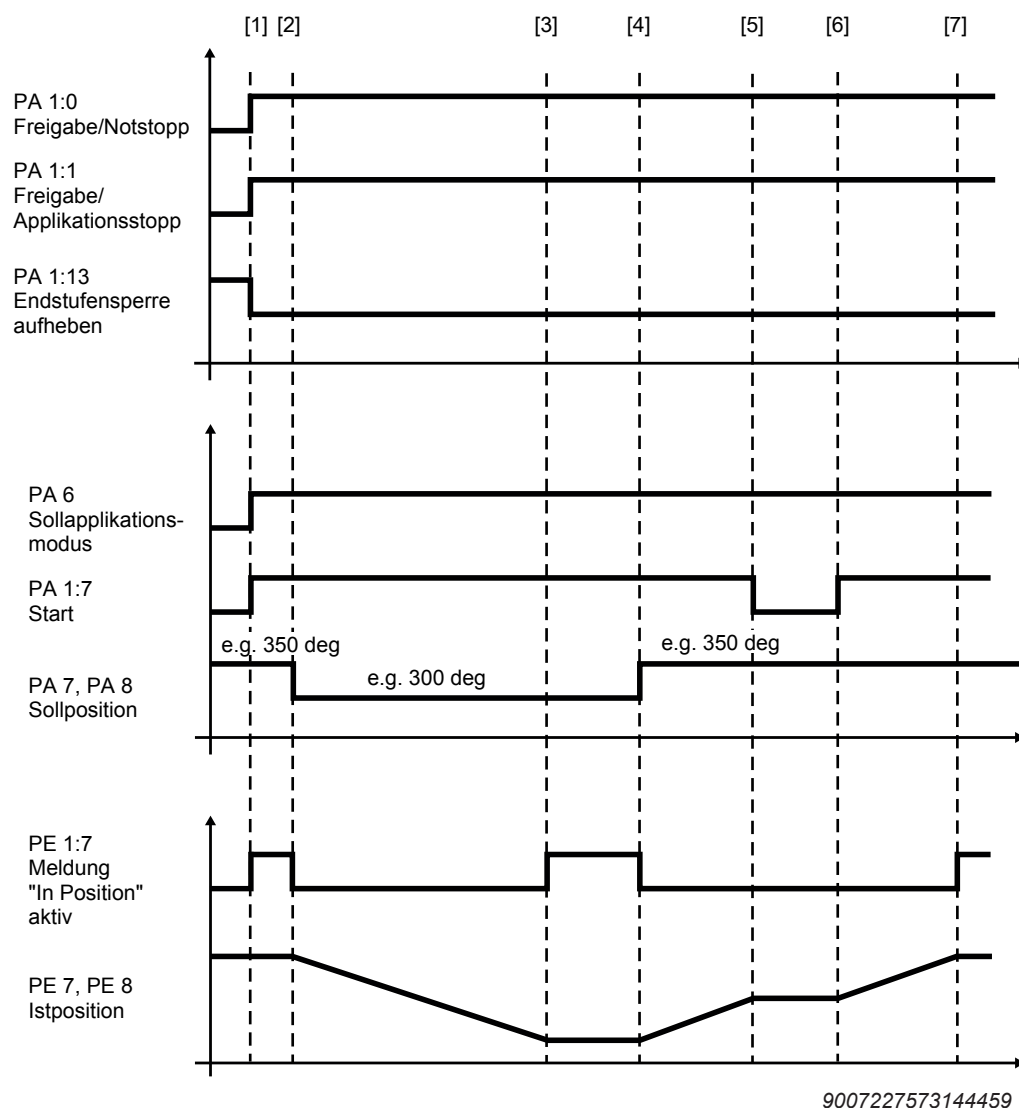 [1] [2] [3] [4] [5] [6] [7]
PA 1:0
Freigabe/Notstopp
PA 1:1
Freigabe/
Applikationsstopp
PA 1:13
Endstufensperre
aufheben
PA 6
Sollapplikations-
modus
PA 1:7
Start
e.g. 350 deg
e.g. 300 deg
e.g. 350 deg
PA 7, PA 8
Sollposition
PE 1:7
Meldung
"In Position"
aktiv
PE 7, PE 8
Istposition
9007227573144459